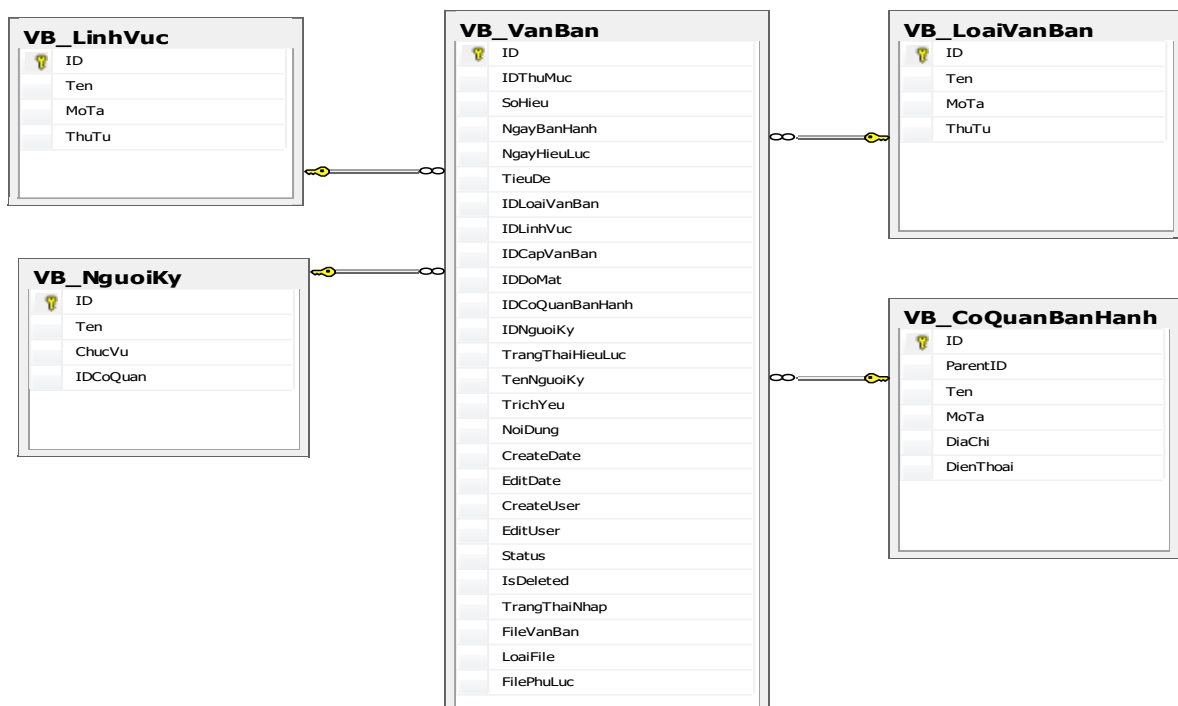 VB_LinhVuc
ID
Ten
MoTa
ThuTu
VB_NguoiKy
ID
Ten
ChucVu
IDCoQuan
VB_VanBan
ID
IDThuMuc
SoHieu
NgayBanHanh
NgayHieuLuc
TieuDe
IDLoaiVanBan
IDLinhVuc
IDCapVanBan
IDDoMat
IDCoQuanBanHanh
IDNguoiKy
TrangThaiHieuLuc
TenNguoiKy
TrichYeu
NoiDung
CreateDate
EditDate
CreateUser
EditUser
Status
IsDeleted
TrangThaiNhap
FileVanBan
LoaiFile
FilePhuLuc
VB_LoaiVanBan
ID
Ten
MoTa
ThuTu
VB_CoQuanBanHanh
ID
ParentID
Ten
MoTa
DiaChi
DienThoai